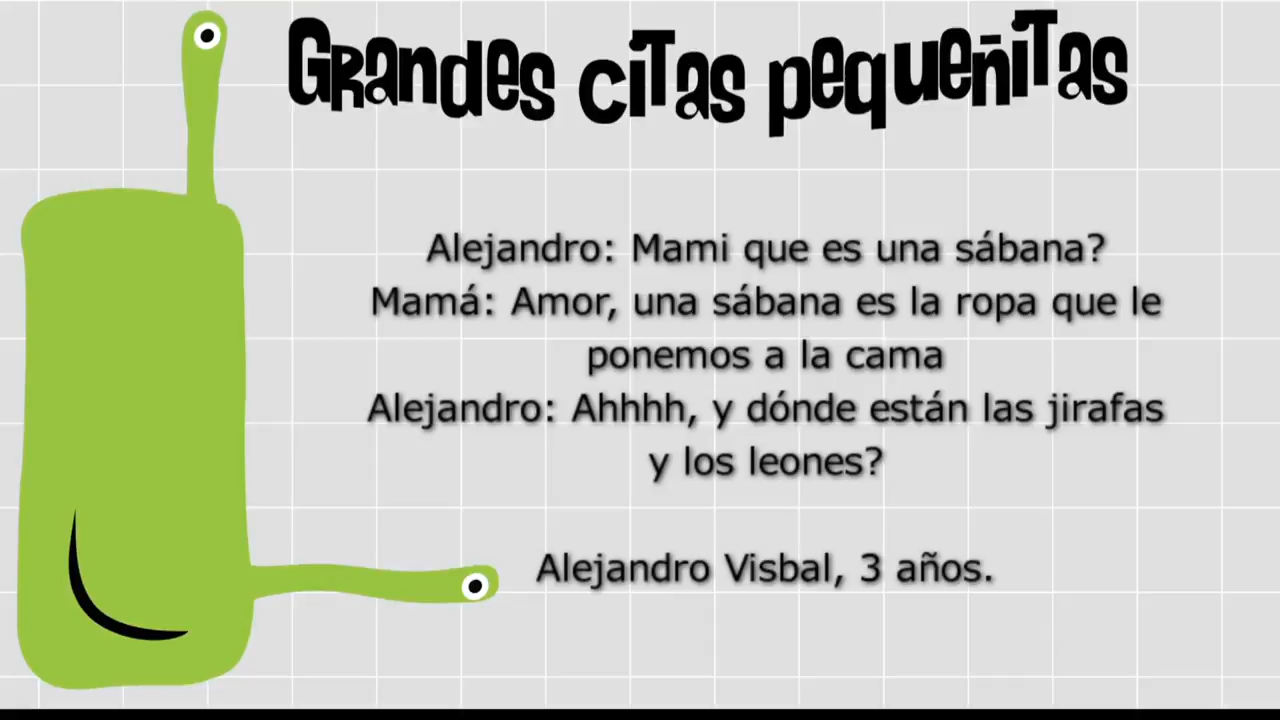 Grandes citas pequeñitas
Alejandro: Mami que es una sábana?
Mamá: Amor, una sábana es la ropa que le
ponemos a la cama
Alejandro: Ahhhh, y dónde están las jirafas
y los leones?
Alejandro Visbal, 3 años.